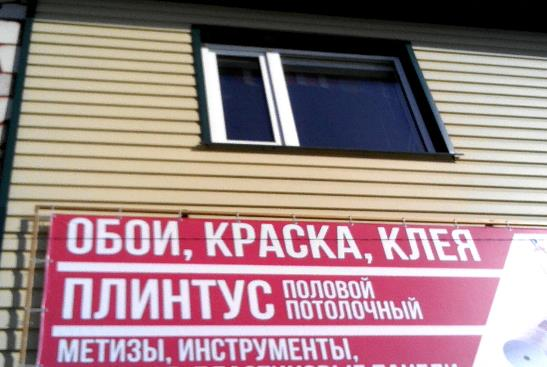 ОБОИ, КРАСКА, КЛЕЯ
ПЛИНТУС ПОЛОВОЙ
ПОТОЛОЧНЫЙ
МЕТИЗЫ, ИНСТРУМЕНТЫ,